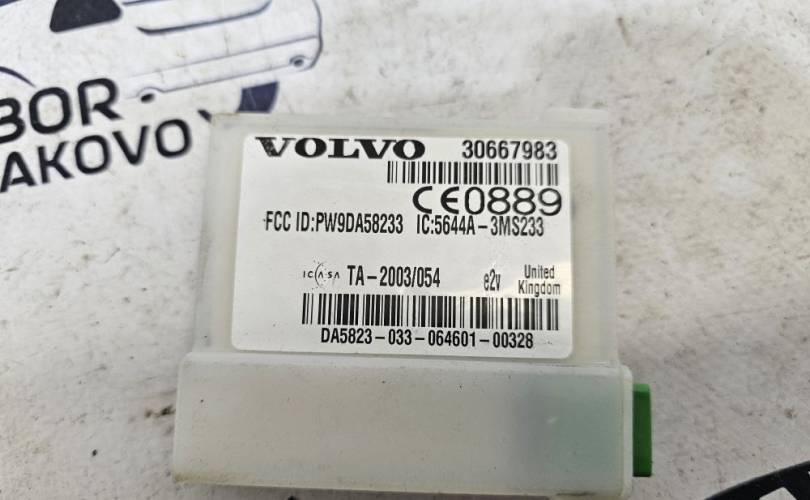 BOR
AKOVO
VOLVO 30667983
CE0889
FCC ID:PW9DA58233 IC:5644A-3MS233
ICASA TA-2003/054 e2v United Kingdom
DA5823-033-064601-00328